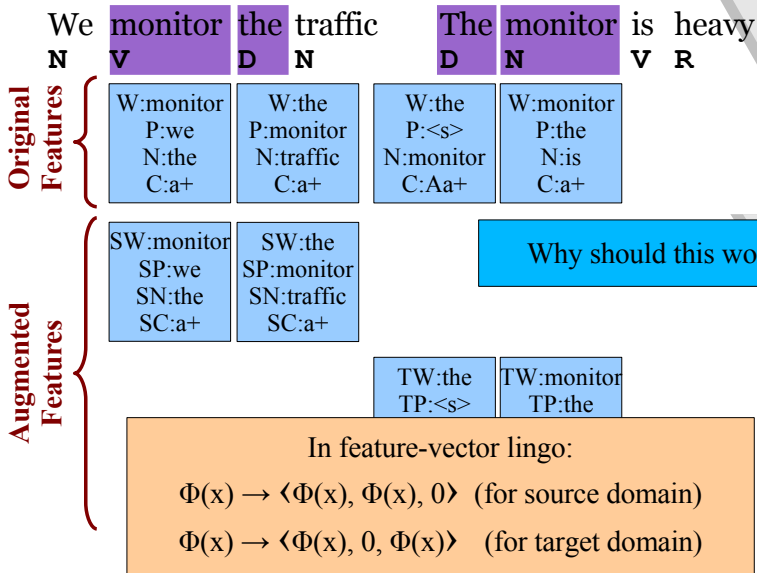 We monitor the traffic The monitor is heavy
N V D N D N V R
Original
Features
W:monitor
P:we
N:the
C:a+
W:the
P:monitor
N:traffic
C:a+
W:the
P:<s>
N:monitor
C:Aa+
W:monitor
P:the
N:is
C:a+
Augmented
Features
SW:monitor
SP:we
SN:the
SC:a+
SW:the
SP:monitor
SN:traffic
SC:a+
Why should this wo
TW:the
TP:<s>
TW:monitor
TP:the
In feature-vector lingo:
Φ(x) → ‹Φ(x), Φ(x), 0› (for source domain)
Φ(x) → ‹Φ(x), 0, Φ(x)› (for target domain)